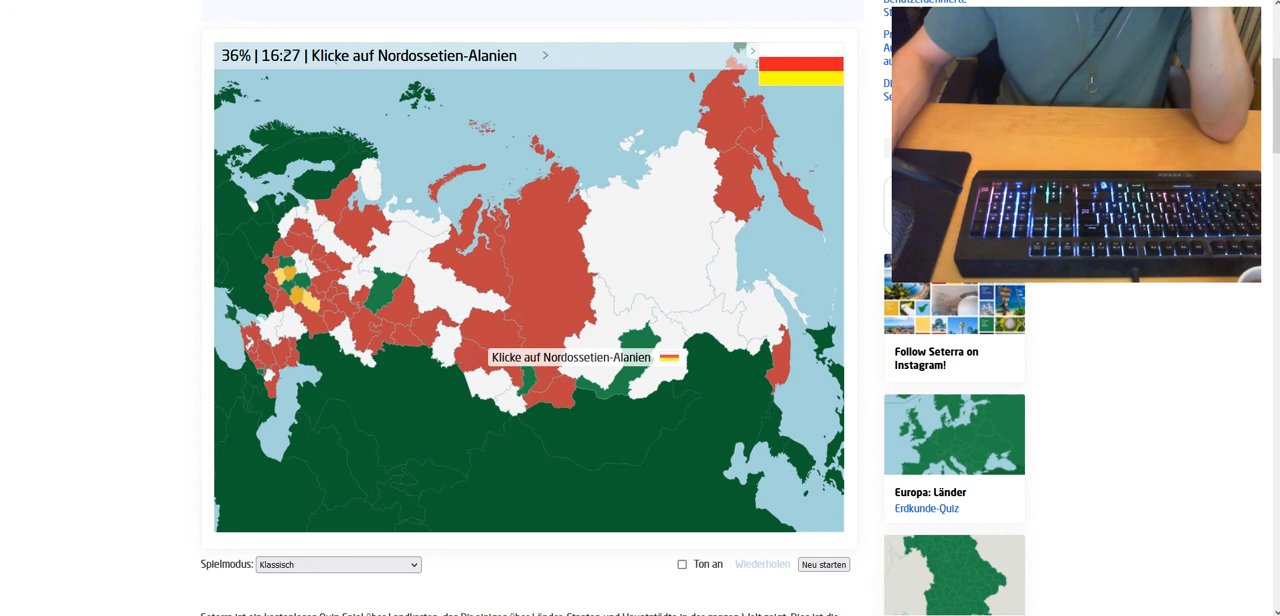 36% | 16:27 | Klicke auf Nordossetien-Alanien
Klicke auf Nordossetien-Alanien
Follow Seterra on
Instagram!
Europa: Länder
Erdkunde-Quiz
Spielmodus: Klassisch
Ton an
Wiederholen
Neu starten